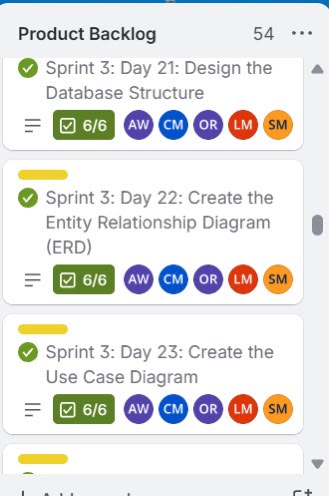 Product Backlog 54
Sprint 3: Day 21: Design the
Database Structure
6/6 AW CM OR LM SM
Sprint 3: Day 22: Create the
Entity Relationship Diagram
(ERD)
6/6 AW CM OR LM SM
Sprint 3: Day 23: Create the
Use Case Diagram
6/6 AW CM OR LM SM